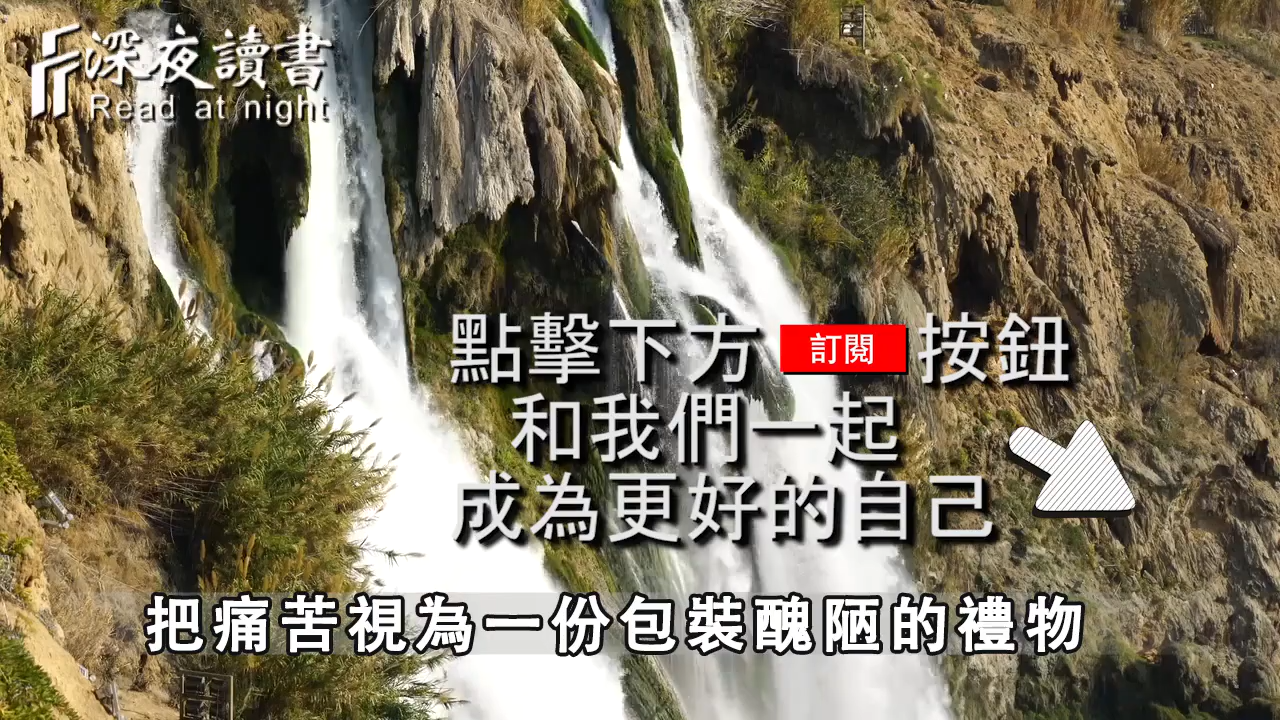 深夜讀書
Read at night
點擊下方 訂閱 按鈕
和我們一起
成為更好的自己
把痛苦視為一份包裝醜陋的禮物